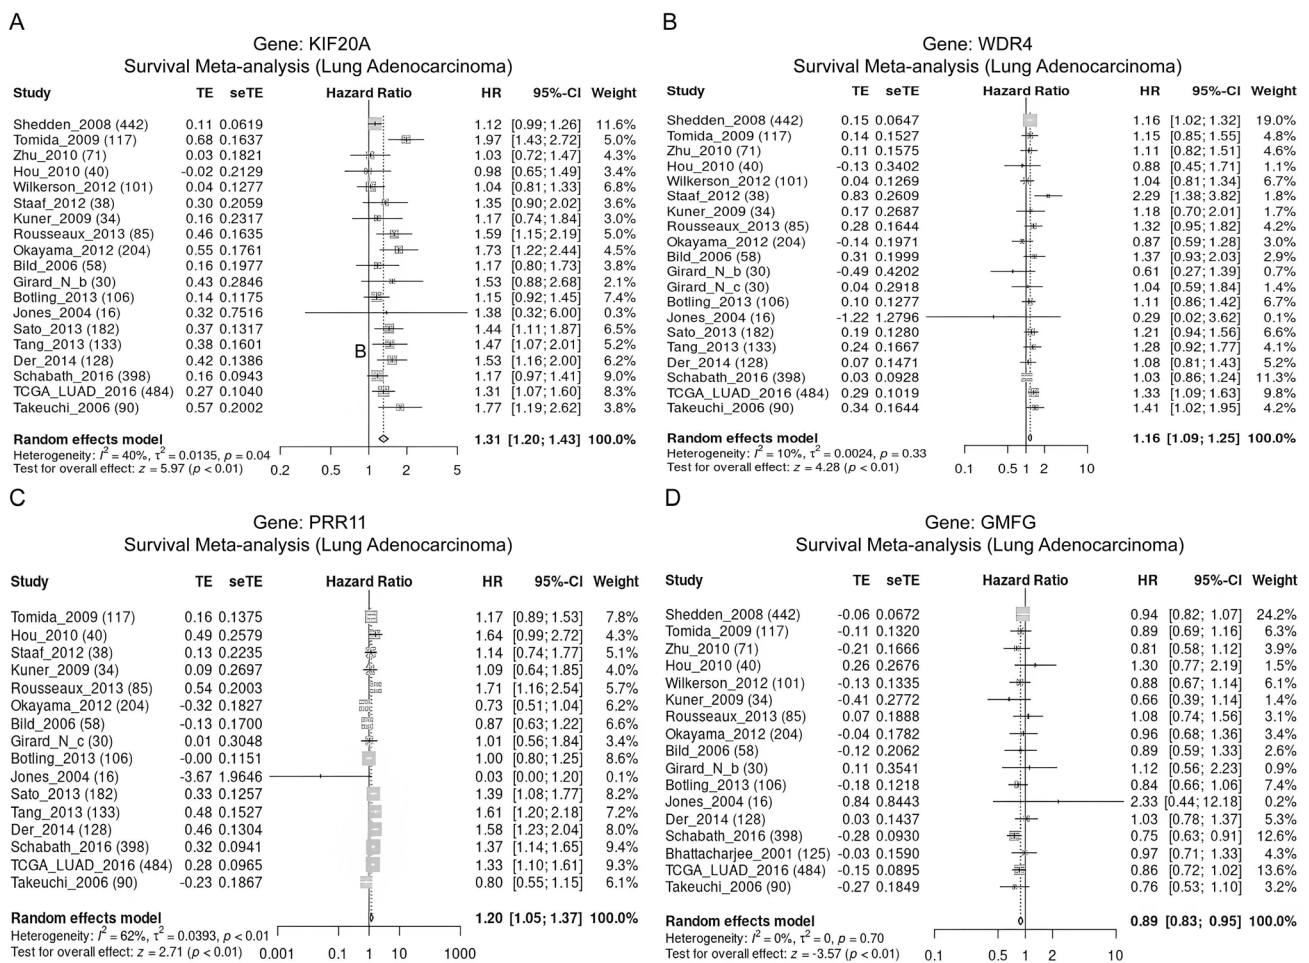 A
Gene: KIF20A
Survival Meta-analysis (Lung Adenocarcinoma)
Study TE seTE Hazard Ratio HR 95%-CI Weight
Shedden_2008 (442) 0.11 0.0619 1.12 [0.99; 1.26] 11.6%
Tomida_2009 (117) 0.68 0.1637 1.97 [1.43; 2.72] 5.0%
Zhu_2010 (71) 0.03 0.1821 1.03 [0.72; 1.47] 4.3%
Hou_2010 (40) -0.02 0.2129 0.98 [0.65; 1.49] 3.4%
Wilkerson_2012 (101) 0.04 0.1277 1.04 [0.81; 1.33] 6.8%
Staaf_2012 (38) 0.30 0.2059 1.35 [0.90; 2.02] 3.6%
Kuner_2009 (34) 0.16 0.2317 1.17 [0.74; 1.84] 3.0%
Rousseaux_2013 (85) 0.46 0.1635 1.59 [1.15; 2.19] 5.0%
Okayama_2012 (204) 0.55 0.1761 1.73 [1.22; 2.44] 4.5%
Bild_2006 (58) 0.16 0.1977 1.17 [0.80; 1.73] 3.8%
Girard_N_b (30) 0.43 0.2846 1.53 [0.88; 2.68] 2.1%
Botling_2013 (106) 0.14 0.1175 1.15 [0.92; 1.45] 7.4%
Jones_2004 (16) 0.32 0.7516 1.38 [0.32; 6.00] 0.3%
Sato_2013 (182) 0.37 0.1317 1.44 [1.11; 1.87] 6.5%
Tang_2013 (133) 0.38 0.1601 1.47 [1.07; 2.01] 5.2%
B
Der_2014 (128) 0.42 0.1386 1.53 [1.16; 2.00] 6.2%
Schabath_2016 (398) 0.16 0.0943 1.17 [0.97; 1.41] 9.0%
TCGA_LUAD_2016 (484) 0.27 0.1040 1.31 [1.07; 1.60] 8.3%
Takeuchi_2006 (90) 0.57 0.2002 1.77 [1.19; 2.62] 3.8%
Random effects model 1.31 [1.20; 1.43] 100.0%
Heterogeneity: I² = 40%, τ² = 0.0135, p = 0.04
Test for overall effect: z = 5.97 (p < 0.01)
0.2 0.5 1 2 5
B
Gene: WDR4
Survival Meta-analysis (Lung Adenocarcinoma)
Study TE seTE Hazard Ratio HR 95%-CI Weight
Shedden_2008 (442) 0.15 0.0647 1.16 [1.02; 1.32] 19.0%
Tomida_2009 (117) 0.14 0.1527 1.15 [0.85; 1.55] 4.8%
Zhu_2010 (71) 0.11 0.1575 1.11 [0.82; 1.51] 4.6%
Hou_2010 (40) -0.13 0.3402 0.88 [0.45; 1.71] 1.1%
Wilkerson_2012 (101) 0.04 0.1269 1.04 [0.81; 1.34] 6.7%
Staaf_2012 (38) 0.83 0.2609 2.29 [1.38; 3.82] 1.8%
Kuner_2009 (34) 0.17 0.2687 1.18 [0.70; 2.01] 1.7%
Rousseaux_2013 (85) 0.28 0.1644 1.32 [0.95; 1.82] 4.2%
Okayama_2012 (204) -0.14 0.1971 0.87 [0.59; 1.28] 3.0%
Bild_2006 (58) 0.31 0.1999 1.37 [0.93; 2.03] 2.9%
Girard_N_b (30) -0.49 0.4202 0.61 [0.27; 1.39] 0.7%
Girard_N_c (30) 0.04 0.2918 1.04 [0.59; 1.84] 1.4%
Botling_2013 (106) 0.10 0.1277 1.11 [0.86; 1.42] 6.7%
Jones_2004 (16) -1.22 1.2796 0.29 [0.02; 3.62] 0.1%
Sato_2013 (182) 0.19 0.1280 1.21 [0.94; 1.56] 6.6%
Tang_2013 (133) 0.24 0.1667 1.28 [0.92; 1.77] 4.1%
Der_2014 (128) 0.07 0.1471 1.08 [0.81; 1.43] 5.2%
Schabath_2016 (398) 0.03 0.0928 1.03 [0.86; 1.24] 11.3%
TCGA_LUAD_2016 (484) 0.29 0.1019 1.33 [1.09; 1.63] 9.8%
Takeuchi_2006 (90) 0.34 0.1644 1.41 [1.02; 1.95] 4.2%
Random effects model 1.16 [1.09; 1.25] 100.0%
Heterogeneity: I² = 10%, τ² = 0.0024, p = 0.33
Test for overall effect: z = 4.28 (p < 0.01)
0.1 0.5 1 2 10
C
Gene: PRR11
Survival Meta-analysis (Lung Adenocarcinoma)
Study TE seTE Hazard Ratio HR 95%-CI Weight
Tomida_2009 (117) 0.16 0.1375 1.17 [0.89; 1.53] 7.8%
Hou_2010 (40) 0.49 0.2579 1.64 [0.99; 2.72] 4.3%
Staaf_2012 (38) 0.13 0.2235 1.14 [0.74; 1.77] 5.1%
Kuner_2009 (34) 0.09 0.2697 1.09 [0.64; 1.85] 4.0%
Rousseaux_2013 (85) 0.54 0.2003 1.71 [1.16; 2.54] 5.7%
Okayama_2012 (204) -0.32 0.1827 0.73 [0.51; 1.04] 6.2%
Bild_2006 (58) -0.13 0.1700 0.87 [0.63; 1.22] 6.6%
Girard_N_c (30) 0.01 0.3048 1.01 [0.56; 1.84] 3.4%
Botling_2013 (106) -0.00 0.1151 1.00 [0.80; 1.25] 8.6%
Jones_2004 (16) -3.67 1.9646 0.03 [0.00; 1.20] 0.1%
Sato_2013 (182) 0.33 0.1257 1.39 [1.08; 1.77] 8.2%
Tang_2013 (133) 0.48 0.1527 1.61 [1.20; 2.18] 7.2%
Der_2014 (128) 0.46 0.1304 1.58 [1.23; 2.04] 8.0%
Schabath_2016 (398) 0.32 0.0941 1.37 [1.14; 1.65] 9.4%
TCGA_LUAD_2016 (484) 0.28 0.0965 1.33 [1.10; 1.61] 9.3%
Takeuchi_2006 (90) -0.23 0.1867 0.80 [0.55; 1.15] 6.1%
Random effects model 1.20 [1.05; 1.37] 100.0%
Heterogeneity: I² = 62%, τ² = 0.0393, p < 0.01
Test for overall effect: z = 2.71 (p < 0.01)
0.001 0.1 1 10 1000
D
Gene: GMFG
Survival Meta-analysis (Lung Adenocarcinoma)
Study TE seTE Hazard Ratio HR 95%-CI Weight
Shedden_2008 (442) -0.06 0.0672 0.94 [0.82; 1.07] 24.2%
Tomida_2009 (117) -0.11 0.1320 0.89 [0.69; 1.16] 6.3%
Zhu_2010 (71) -0.21 0.1666 0.81 [0.58; 1.12] 3.9%
Hou_2010 (40) 0.26 0.2676 1.30 [0.77; 2.19] 1.5%
Wilkerson_2012 (101) -0.13 0.1335 0.88 [0.67; 1.14] 6.1%
Kuner_2009 (34) -0.41 0.2772 0.66 [0.39; 1.14] 1.4%
Rousseaux_2013 (85) 0.07 0.1888 1.08 [0.74; 1.56] 3.1%
Okayama_2012 (204) -0.04 0.1782 0.96 [0.68; 1.36] 3.4%
Bild_2006 (58) -0.12 0.2062 0.89 [0.59; 1.33] 2.6%
Girard_N_b (30) 0.11 0.3541 1.12 [0.56; 2.23] 0.9%
Botling_2013 (106) -0.18 0.1218 0.84 [0.66; 1.06] 7.4%
Jones_2004 (16) 0.84 0.8443 2.33 [0.44; 12.18] 0.2%
Der_2014 (128) 0.03 0.1437 1.03 [0.78; 1.37] 5.3%
Schabath_2016 (398) -0.28 0.0930 0.75 [0.63; 0.91] 12.6%
Bhattacharjee_2001 (125) -0.03 0.1590 0.97 [0.71; 1.33] 4.3%
TCGA_LUAD_2016 (484) -0.15 0.0895 0.86 [0.72; 1.02] 13.6%
Takeuchi_2006 (90) -0.27 0.1849 0.76 [0.53; 1.10] 3.2%
Random effects model 0.89 [0.83; 0.95] 100.0%
Heterogeneity: I² = 0%, τ² = 0, p = 0.70
Test for overall effect: z = -3.57 (p < 0.01)
0.1 0.5 1 2 10